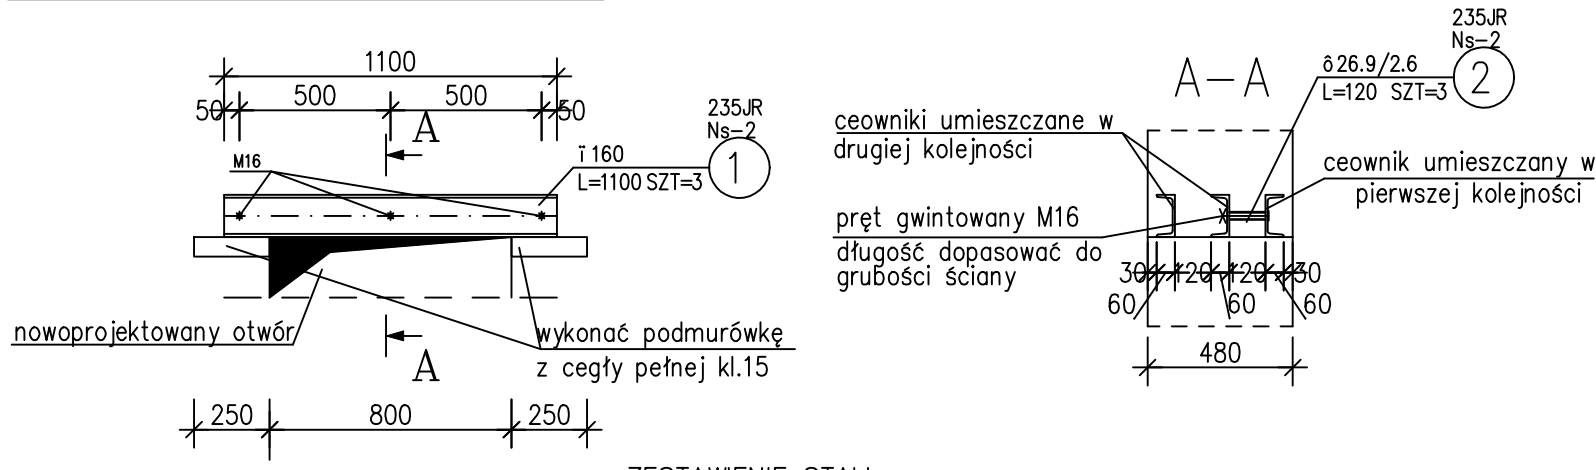 1100
50 500 500 50
A
M16
235JR
Ns-2
ï 160
L=1100 SZT=3
1
nowoprojektowany otwór
A
wykonać podmurówkę
z cegły pełnej kl.15
250 800 250
A-A
235JR
Ns-2
ô 26.9/2.6
L=120 SZT=3
2
ceowniki umieszczane w
drugiej kolejności
ceownik umieszczany w
pierwszej kolejności
pręt gwintowany M16
długość dopasować do
grubości ściany
30 120 120 30
60 60 60
480
ZESTAWIENIE STALI